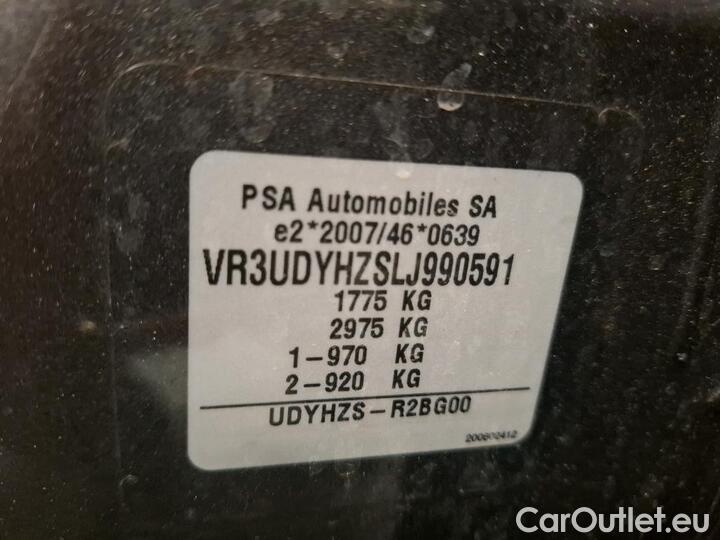 PSA Automobiles SA
e2*2007/46*0639
VR3UDYHZSLJ990591
1775 KG
2975 KG
1-970 KG
2-920 KG
UDYHZS-R2BG00
200602412
CarOutlet.eu